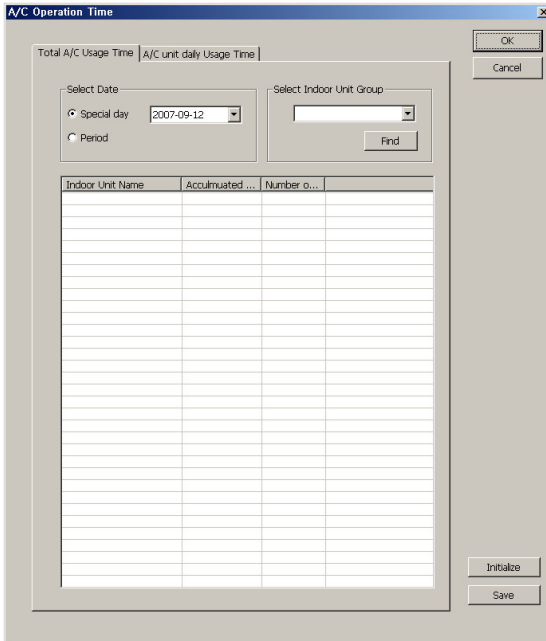 A/C Operation Time
OK
Cancel
Total A/C Usage Time
A/C unit daily Usage Time
Select Date
Special day
2007-09-12
Period
Select Indoor Unit Group
Find
Indoor Unit Name
Acculmuated ...
Number o...
Initialize
Save